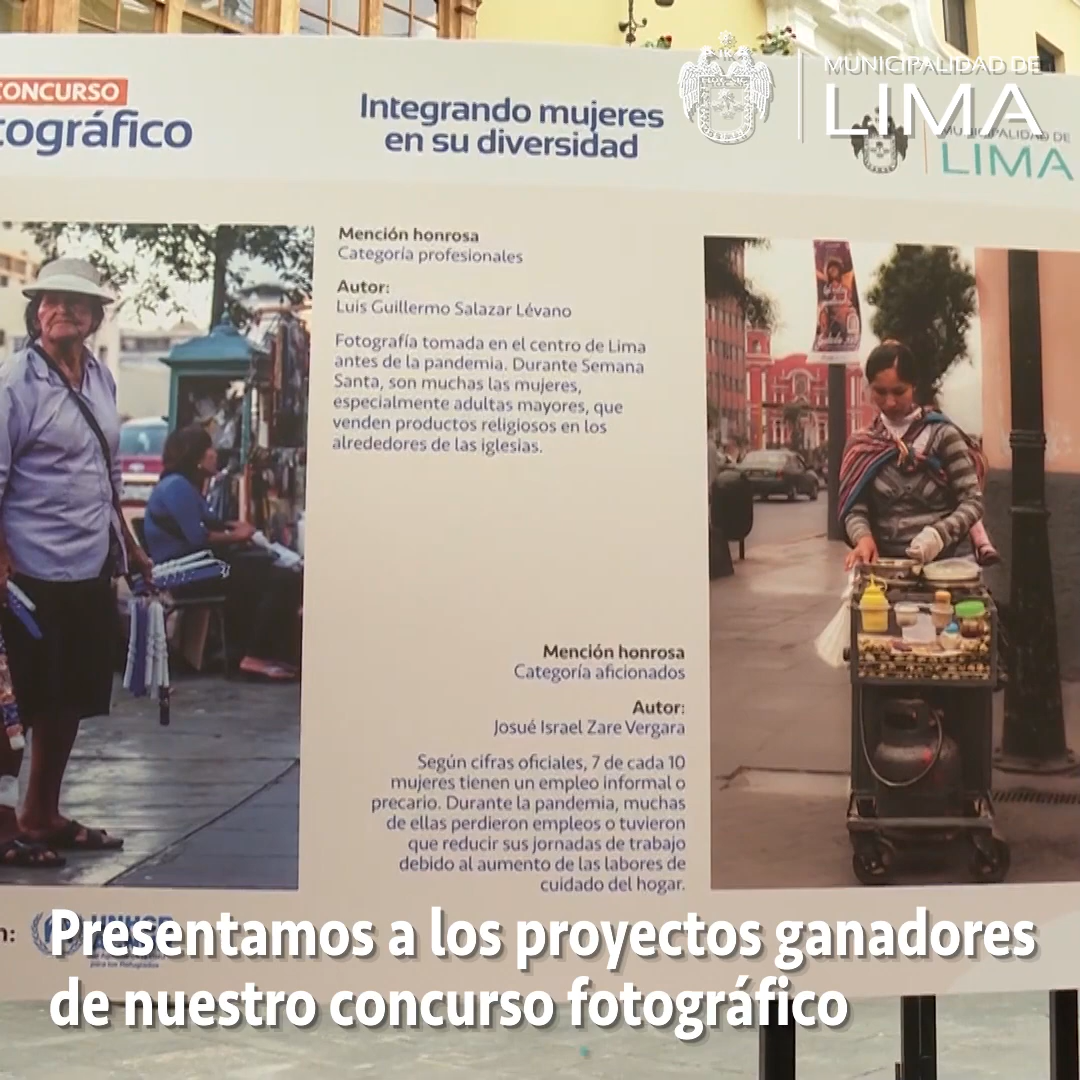 MUNICIPALIDAD DE
LIMA
CONCURSO
tográfico
Integrando mujeres
en su diversidad
MUNICIPALIDAD DE
LIMA
Mención honrosa
Categoría profesionales
Autor:
Luis Guillermo Salazar Lévano
Fotografía tomada en el centro de Lima
antes de la pandemia. Durante Semana
Santa, son muchas las mujeres,
especialmente adultas mayores, que
venden productos religiosos en los
alrededores de las iglesias.
Mención honrosa
Categoría aficionados
Autor:
Josué Israel Zare Vergara
Según cifras oficiales, 7 de cada 10
mujeres tienen un empleo informal o
precario. Durante la pandemia, muchas
de ellas perdieron empleos o tuvieron
que reducir sus jornadas de trabajo
debido al aumento de las labores de
cuidado del hogar.
n:
UNHCR
para los Refugiados
Presentamos a los proyectos ganadores
de nuestro concurso fotográfico